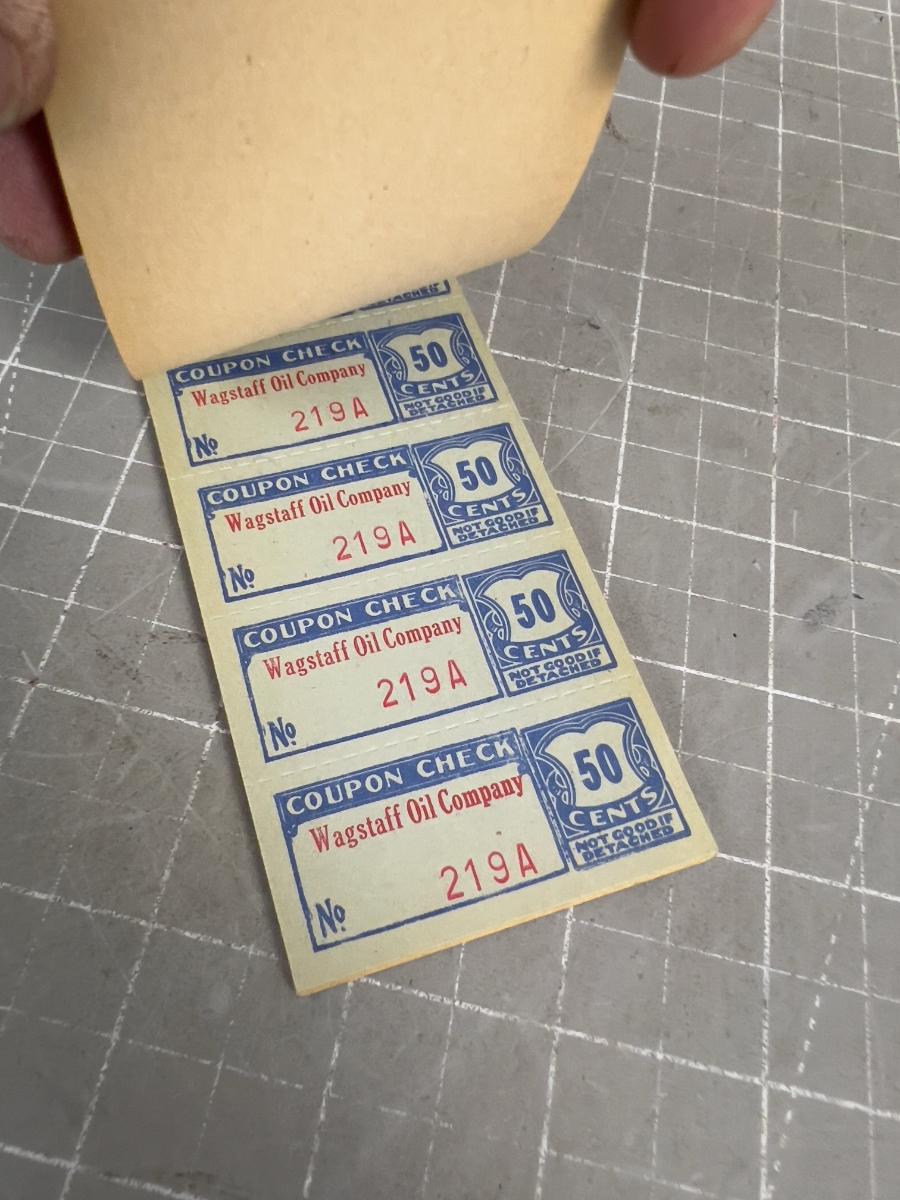 DETACHED
COUPON CHECK
Wagstaff Oil Company
219A
No
50
CENTS
NOT GOOD IF
DETACHED
COUPON CHECK
Wagstaff Oil Company
219A
No
50
CENTS
NOT GOOD IF
DETACHED
COUPON CHECK
Wagstaff Oil Company
219A
No
50
CENTS
NOT GOOD IF
DETACHED
COUPON CHECK
Wagstaff Oil Company
219A
No
50
CENTS
NOT GOOD IF
DETACHED